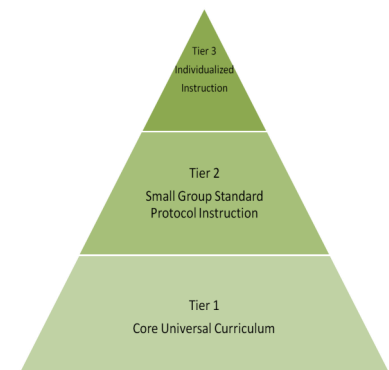 Tier 3
Individualized
Instruction
Tier 2
Small Group Standard
Protocol Instruction
Tier 1
Core Universal Curriculum